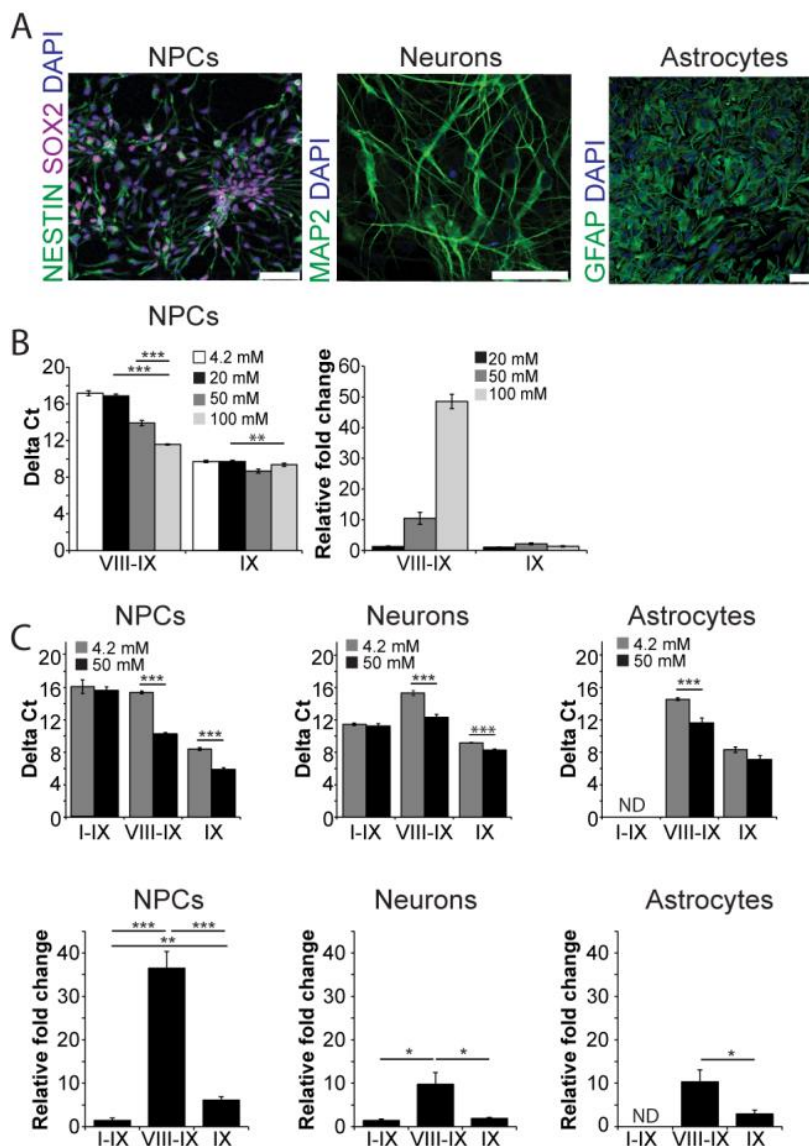 A
NPCs
Neurons
Astrocytes
NESTIN SOX2 DAPI
MAP2 DAPI
GFAP DAPI
B
NPCs
20
16
12
8
4
0
Delta Ct
***
***
**
4.2 mM
20 mM
50 mM
100 mM
VIII-IX
IX
60
50
40
30
20
10
0
Relative fold change
20 mM
50 mM
100 mM
VIII-IX
IX
C
NPCs
4.2 mM
50 mM
20
16
12
8
4
0
Delta Ct
***
***
I-IX
VIII-IX
IX
Neurons
4.2 mM
50 mM
20
16
12
8
4
0
Delta Ct
***
***
I-IX
VIII-IX
IX
Astrocytes
4.2 mM
50 mM
20
16
12
8
4
0
Delta Ct
***
ND
I-IX
VIII-IX
IX
NPCs
***
***
**
40
35
30
20
10
0
Relative fold change
I-IX
VIII-IX
IX
Neurons
40
35
30
20
10
0
Relative fold change
*
*
I-IX
VIII-IX
IX
Astrocytes
40
35
30
20
10
0
Relative fold change
*
ND
I-IX
VIII-IX
IX